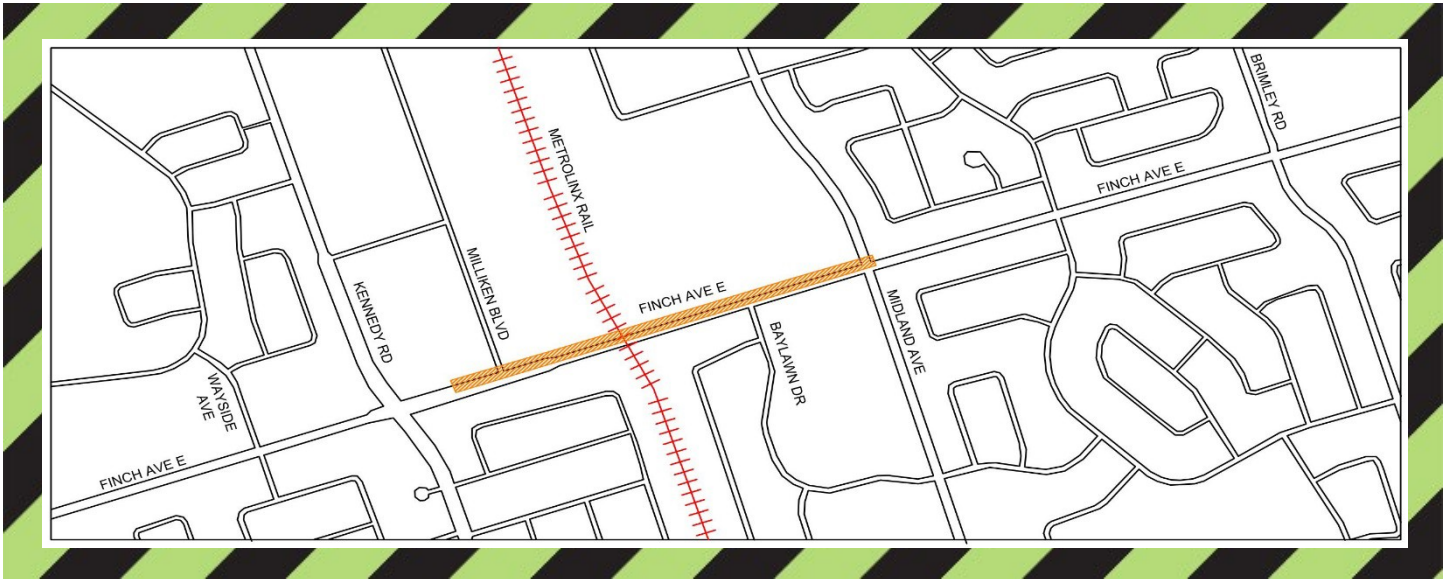 BRIMLEY RD
METROLINX RAIL
FINCH AVE E
MILLIKEN BLVD
KENNEDY RD
FINCH AVE E
MIDLAND AVE
BAYLAWN DR
WAYSIDE
AVE
FINCH AVE E